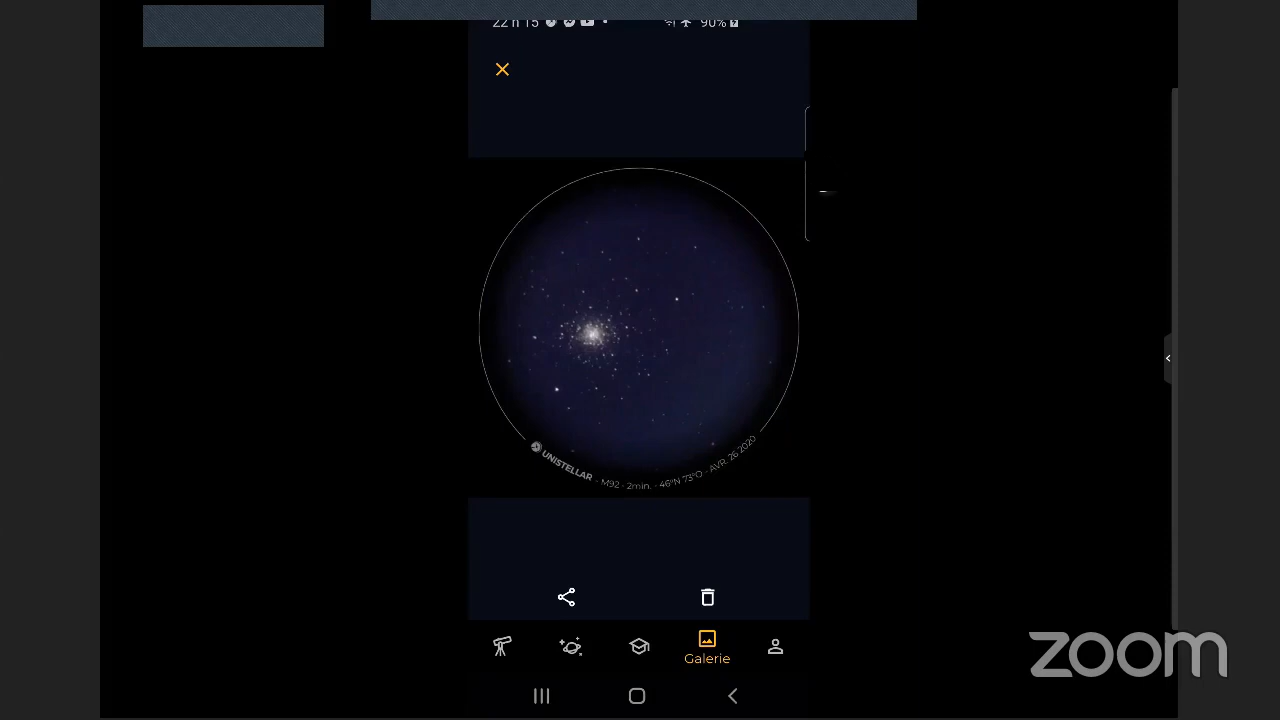 22 h 15 90%
UNISTELLAR - M92 - 2min. - 46°N 73°O - AVR. 26 2020
Galerie
zoom